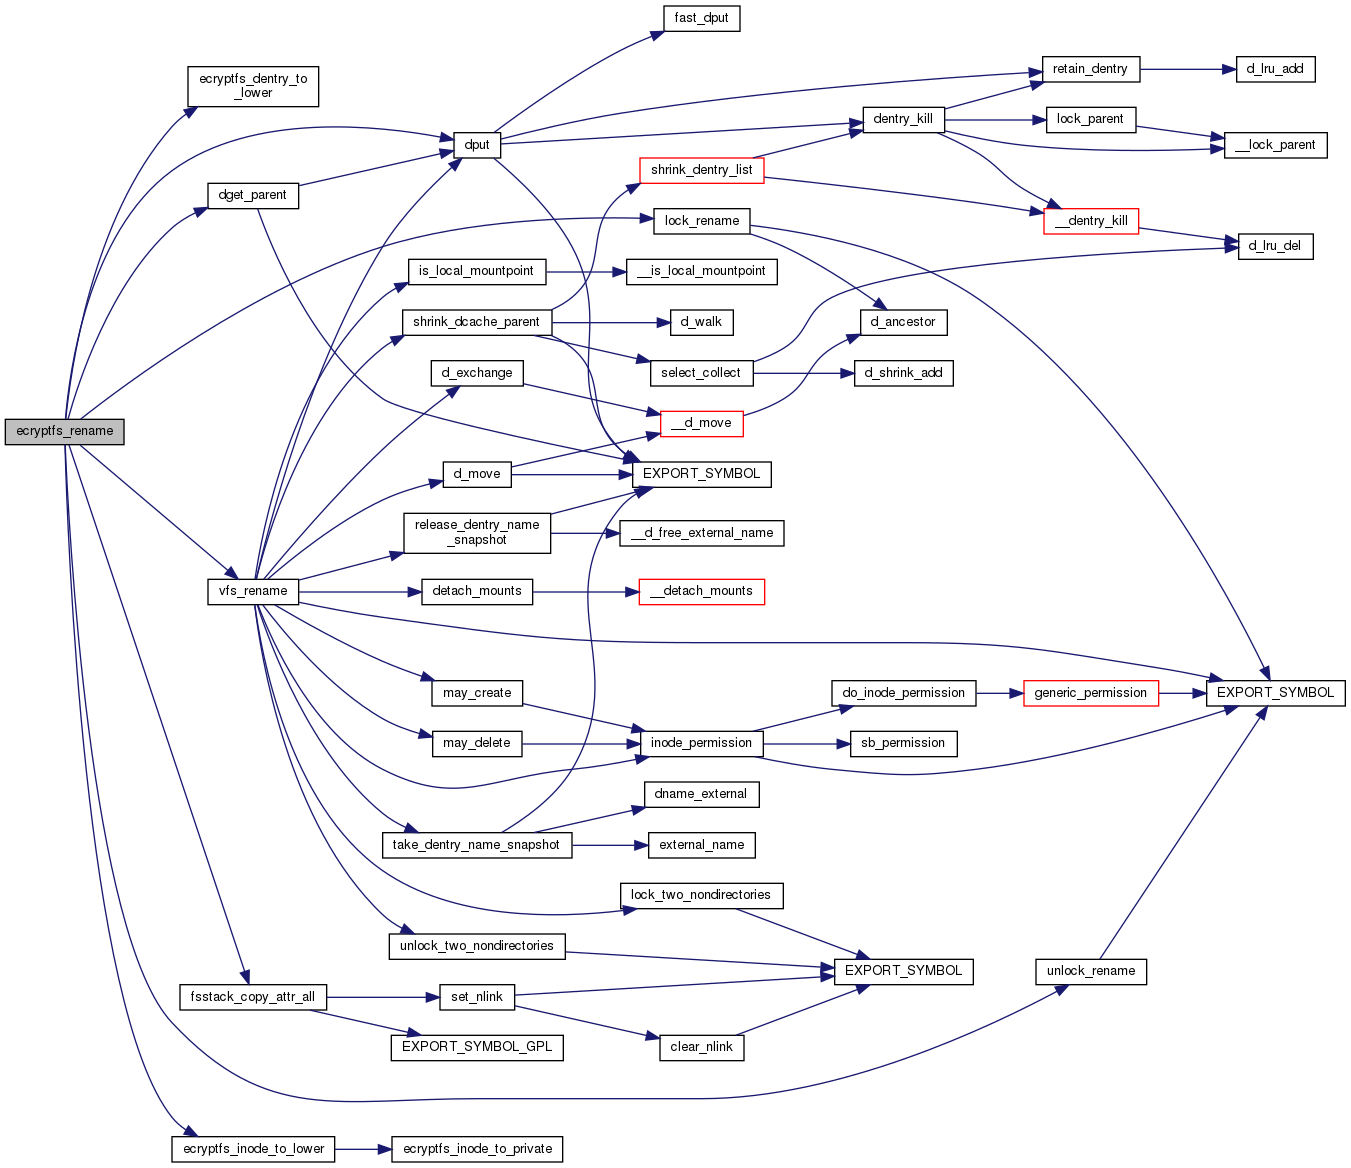 fast_dput
ecryptfs_dentry_to
_lower
retain_dentry
d_lru_add
dentry_kill
lock_parent
dput
__lock_parent
shrink_dentry_list
dget_parent
lock_rename
__dentry_kill
d_lru_del
is_local_mountpoint
__is_local_mountpoint
shrink_dcache_parent
d_walk
d_ancestor
d_exchange
select_collect
d_shrink_add
__d_move
ecryptfs_rename
d_move
EXPORT_SYMBOL
release_dentry_name
_snapshot
__d_free_external_name
vfs_rename
detach_mounts
__detach_mounts
may_create
do_inode_permission
generic_permission
EXPORT_SYMBOL
may_delete
inode_permission
sb_permission
dname_external
take_dentry_name_snapshot
external_name
lock_two_nondirectories
unlock_two_nondirectories
EXPORT_SYMBOL
unlock_rename
fsstack_copy_attr_all
set_nlink
EXPORT_SYMBOL_GPL
clear_nlink
ecryptfs_inode_to_lower
ecryptfs_inode_to_private